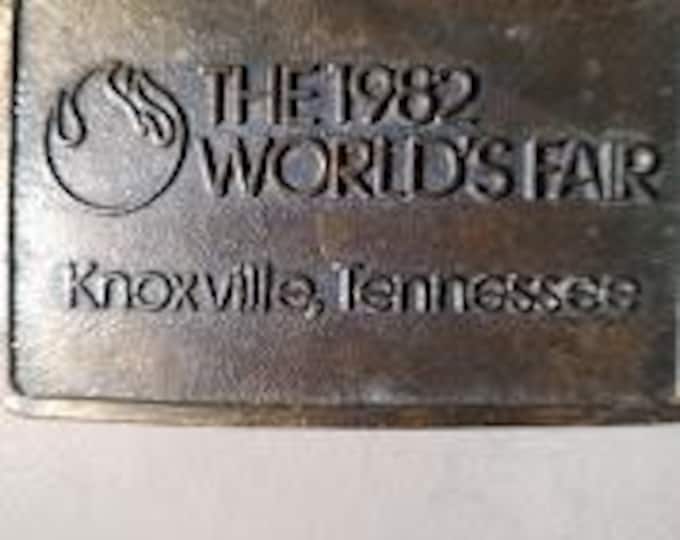 THE 1982
WORLD'S FAIR
Knoxville, Tennessee